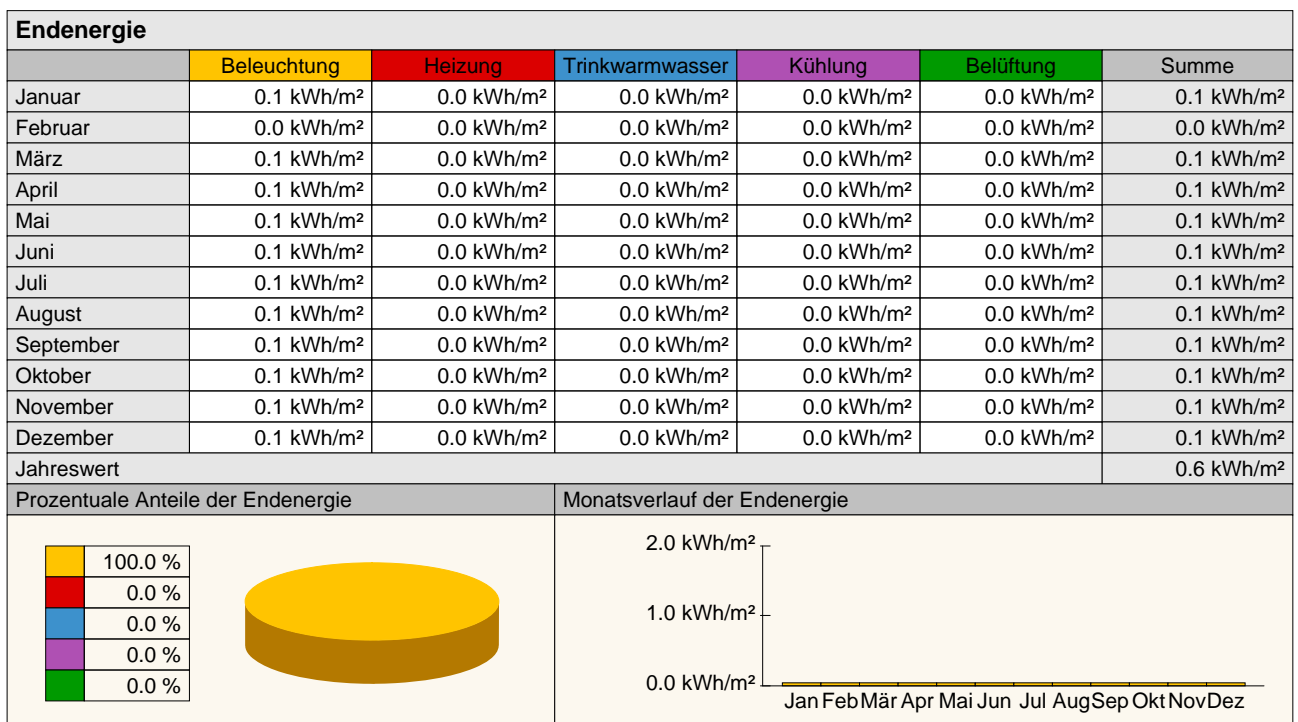 Endenergie
Beleuchtung Heizung Trinkwarmwasser Kühlung Belüftung Summe
Januar 0.1 kWh/m² 0.0 kWh/m² 0.0 kWh/m² 0.0 kWh/m² 0.0 kWh/m² 0.1 kWh/m²
Februar 0.0 kWh/m² 0.0 kWh/m² 0.0 kWh/m² 0.0 kWh/m² 0.0 kWh/m² 0.0 kWh/m²
März 0.1 kWh/m² 0.0 kWh/m² 0.0 kWh/m² 0.0 kWh/m² 0.0 kWh/m² 0.1 kWh/m²
April 0.1 kWh/m² 0.0 kWh/m² 0.0 kWh/m² 0.0 kWh/m² 0.0 kWh/m² 0.1 kWh/m²
Mai 0.1 kWh/m² 0.0 kWh/m² 0.0 kWh/m² 0.0 kWh/m² 0.0 kWh/m² 0.1 kWh/m²
Juni 0.1 kWh/m² 0.0 kWh/m² 0.0 kWh/m² 0.0 kWh/m² 0.0 kWh/m² 0.1 kWh/m²
Juli 0.1 kWh/m² 0.0 kWh/m² 0.0 kWh/m² 0.0 kWh/m² 0.0 kWh/m² 0.1 kWh/m²
August 0.1 kWh/m² 0.0 kWh/m² 0.0 kWh/m² 0.0 kWh/m² 0.0 kWh/m² 0.1 kWh/m²
September 0.1 kWh/m² 0.0 kWh/m² 0.0 kWh/m² 0.0 kWh/m² 0.0 kWh/m² 0.1 kWh/m²
Oktober 0.1 kWh/m² 0.0 kWh/m² 0.0 kWh/m² 0.0 kWh/m² 0.0 kWh/m² 0.1 kWh/m²
November 0.1 kWh/m² 0.0 kWh/m² 0.0 kWh/m² 0.0 kWh/m² 0.0 kWh/m² 0.1 kWh/m²
Dezember 0.1 kWh/m² 0.0 kWh/m² 0.0 kWh/m² 0.0 kWh/m² 0.0 kWh/m² 0.1 kWh/m²
Jahreswert 0.6 kWh/m²
Prozentuale Anteile der Endenergie
100.0 %
0.0 %
0.0 %
0.0 %
0.0 %
Monatsverlauf der Endenergie
2.0 kWh/m²
1.0 kWh/m²
0.0 kWh/m²
Jan Feb Mär Apr Mai Jun Jul Aug Sep Okt Nov Dez